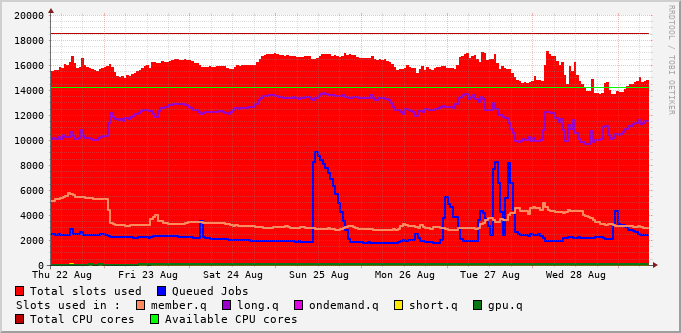 20000
18000
16000
14000
12000
10000
8000
6000
4000
2000
0
Thu 22 Aug Fri 23 Aug Sat 24 Aug Sun 25 Aug Mon 26 Aug Tue 27 Aug Wed 28 Aug
Total slots used Queued Jobs
Slots used in : member.q long.q ondemand.q short.q gpu.q
Total CPU cores Available CPU cores
RRDTOOL / TOBI OETIKER